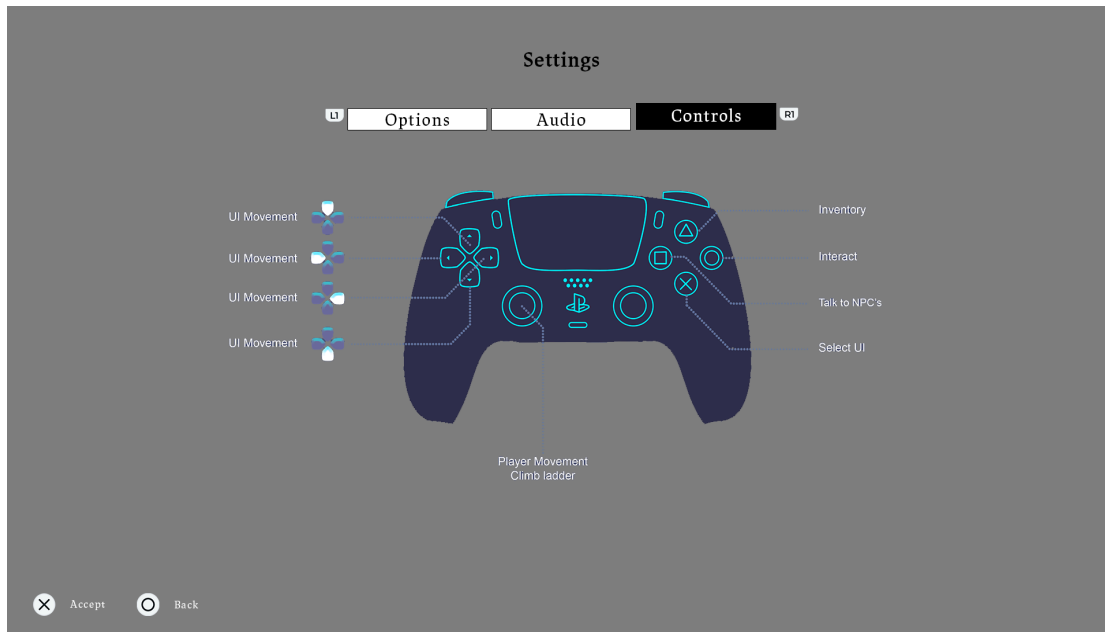 Settings
L1
Options
Audio
Controls
R1
UI Movement
UI Movement
UI Movement
UI Movement
Inventory
Interact
Talk to NPC's
Select UI
Player Movement
Climb ladder
Accept
Back